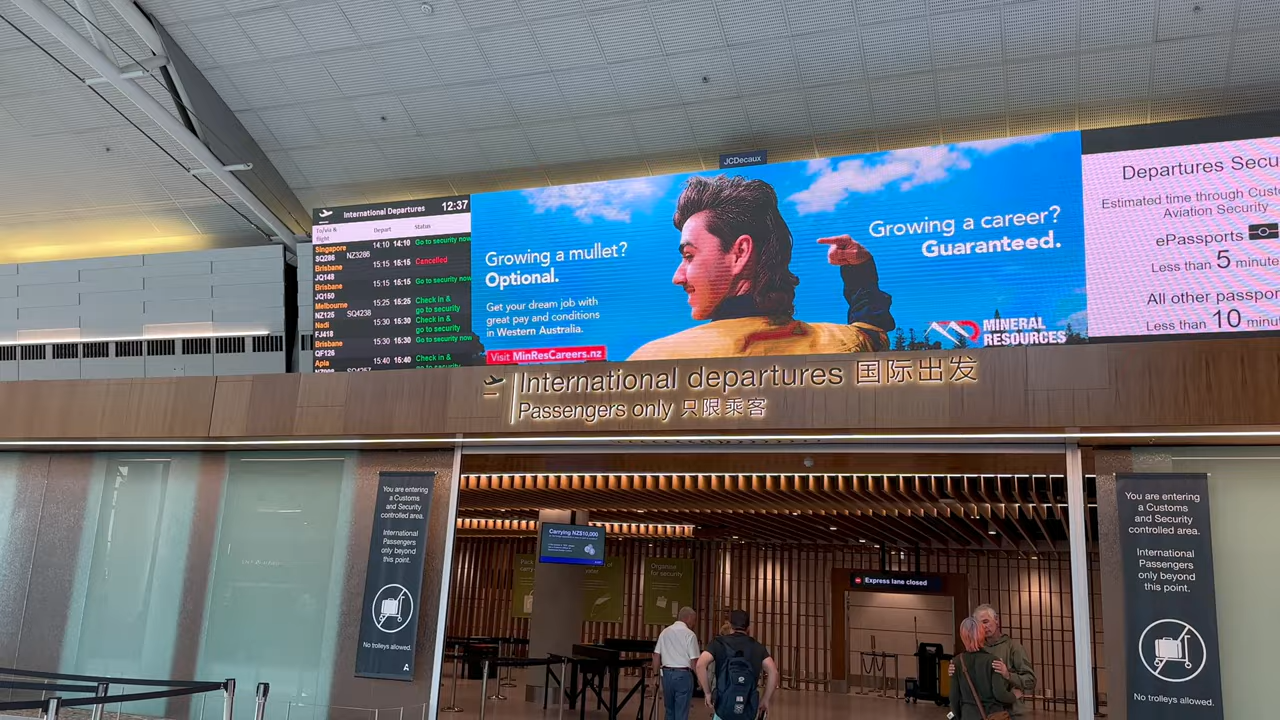 International Departures 12:37
To/via & flight Depart Status
Singapore 14:10 14:10 Go to security now
SQ286 NZ3286
Brisbane 15:15 15:15 Cancelled
JQ148
Brisbane 15:15 15:15 Go to security now
JQ150
Melbourne 15:25 15:25 Check in & go to security
NZ125 SQ4238
Nadi 15:30 15:30 Check in & go to security
FJ418
Brisbane 15:30 15:30 Go to security now
QF126
Apia 15:40 15:40 Check in &
JCDecaux
Growing a mullet?
Optional.
Get your dream job with
great pay and conditions
in Western Australia.
Visit MinResCareers.nz
Growing a career?
Guaranteed.
MINERAL
RESOURCES
Departures Secu
Estimated time through Cust
Aviation Security
ePassports
Less than 5 minute
All other passpor
Less than 10 minu
International departures 国际出发
Passengers only 只限乘客
You are entering
a Customs
and Security
controlled area.
International
Passengers
only beyond
this point.
No trolleys allowed.
A
Carrying NZ$10,000
Organise
for security
Express lane closed
You are entering
a Customs
and Security
controlled area.
International
Passengers
only beyond
this point.
No trolleys allowed.